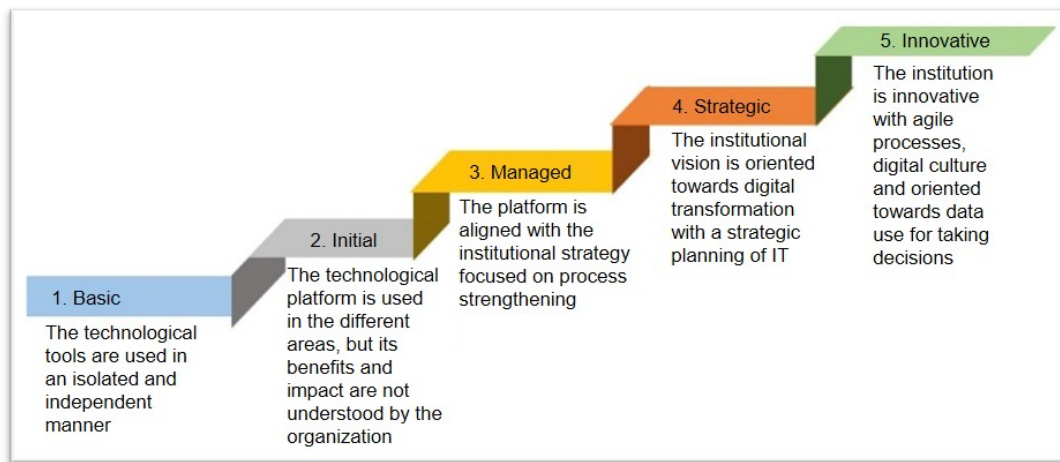 1. Basic
The technological
tools are used in
an isolated and
independent
manner
2. Initial
The technological
platform is used
in the different
areas, but its
benefits and
impact are not
understood by the
organization
3. Managed
The platform is
aligned with the
institutional strategy
focused on process
strengthening
4. Strategic
The institutional
vision is oriented
towards digital
transformation
with a strategic
planning of IT
5. Innovative
The institution
is innovative
with agile
processes,
digital culture
and oriented
towards data
use for taking
decisions